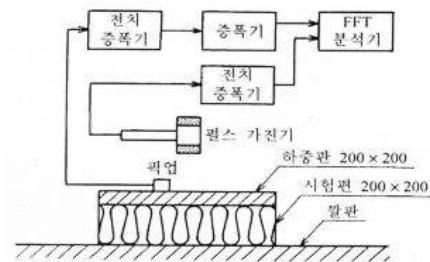 전치
증폭기
증폭기
FFT
분석기
전치
증폭기
펄스 가진기
픽업
하중판 200×200
시험편 200×200
깔판